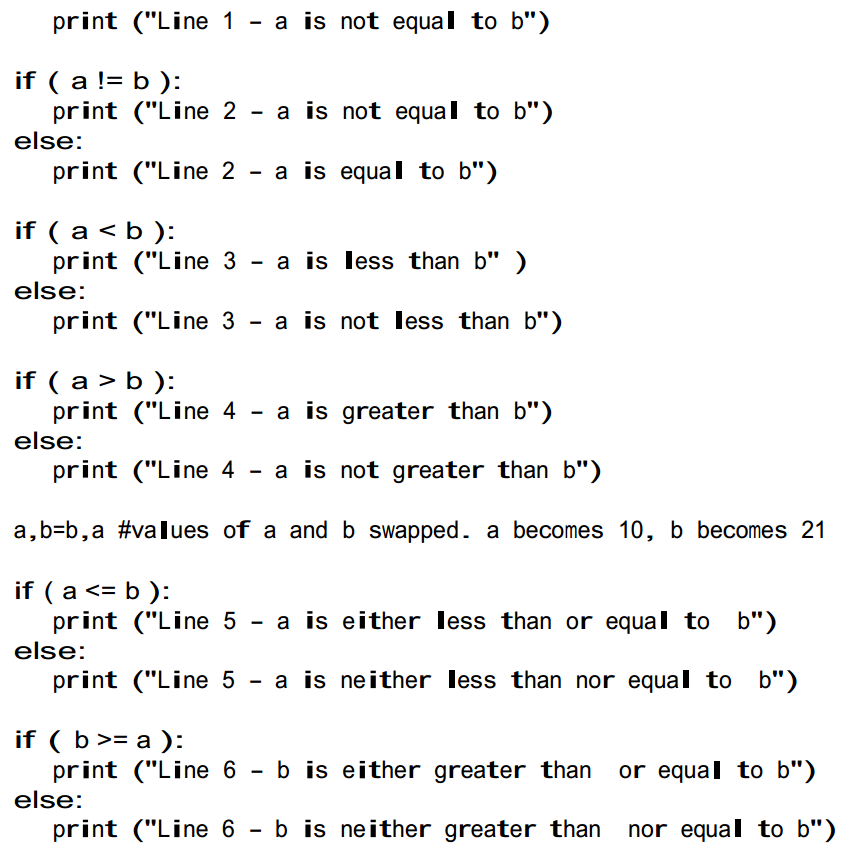 print ("Line 1 – a is not equal to b")
if ( a != b ):
print ("Line 2 – a is not equal to b")
else:
print ("Line 2 – a is equal to b")
if ( a < b ):
print ("Line 3 – a is less than b" )
else:
print ("Line 3 – a is not less than b")
if ( a > b ):
print ("Line 4 – a is greater than b")
else:
print ("Line 4 – a is not greater than b")
a,b=b,a #values of a and b swapped. a becomes 10, b becomes 21
if ( a <= b ):
print ("Line 5 – a is either less than or equal to  b")
else:
print ("Line 5 – a is neither less than nor equal to  b")
if ( b >= a ):
print ("Line 6 – b is either greater than  or equal to b")
else:
print ("Line 6 – b is neither greater than  nor equal to b")